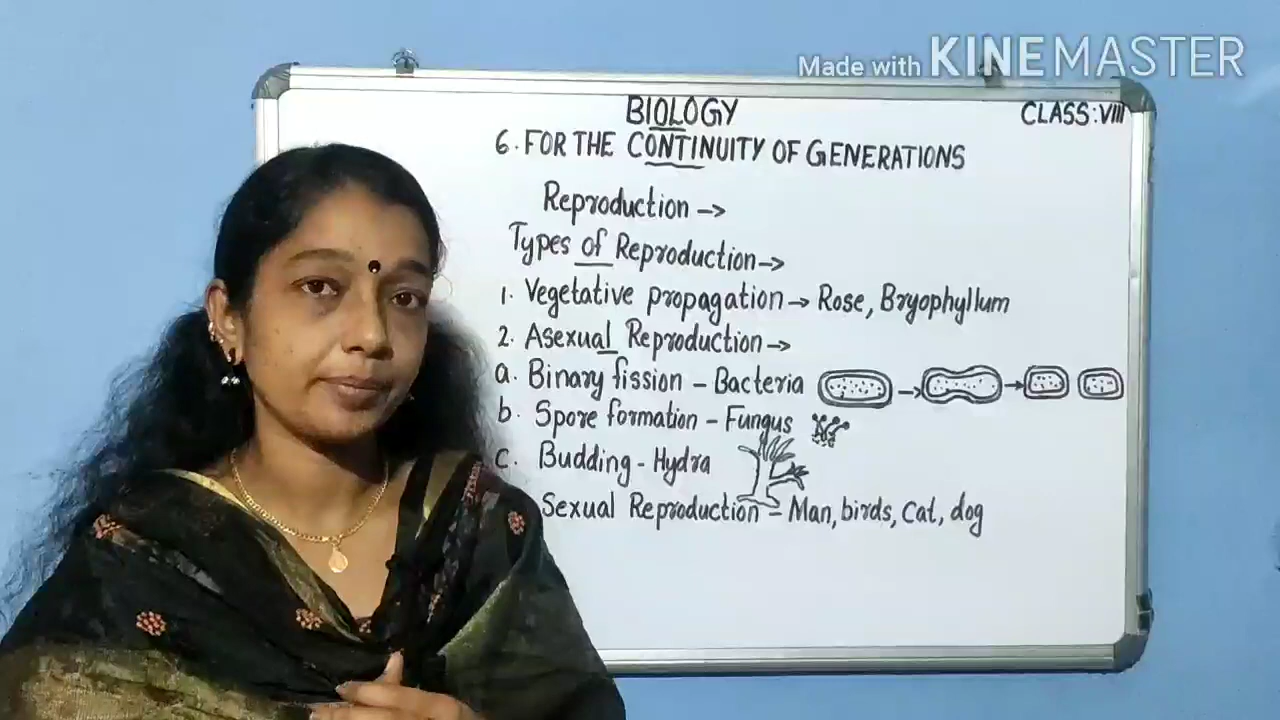 Made with KINEMASTER
BIOLOGY
CLASS:VIII
6. FOR THE CONTINUITY OF GENERATIONS
Reproduction ->
Types of Reproduction->
1. Vegetative propagation -> Rose, Bryophyllum
2. Asexual Reproduction ->
a. Binary fission - Bacteria
b. Spore formation - Fungus
c. Budding - Hydra
Sexual Reproduction - Man, birds, Cat, dog